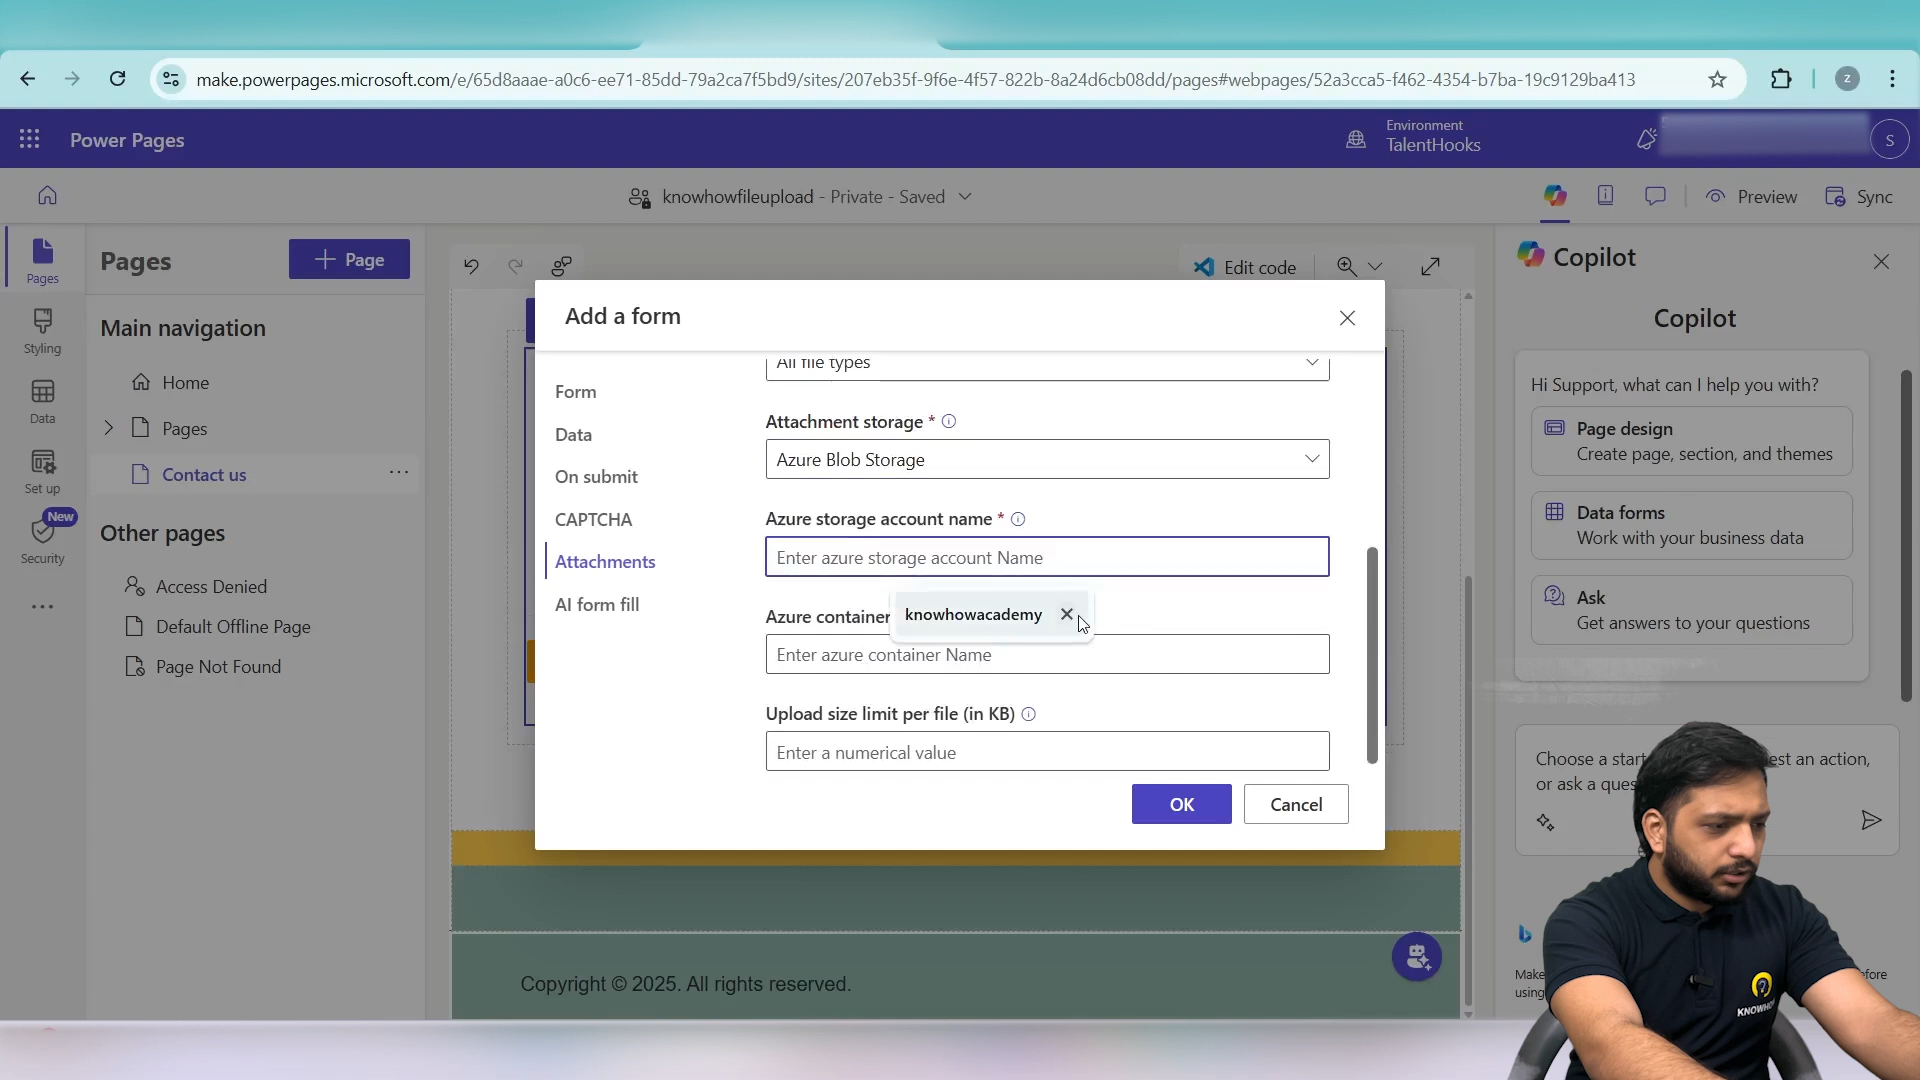 make.powerpages.microsoft.com/e/65d8aaae-a0c6-ee71-85dd-79a2ca7f5bd9/sites/207eb35f-9f6e-4f57-822b-8a24d6cb08dd/pages#webpages/52a3cca5-f462-4354-b7ba-19c9129ba413
Z
Power Pages
Environment
TalentHooks
S
knowhowfileupload - Private - Saved
Preview
Sync
Pages
Styling
Data
Set up
New
Security
Pages
Page
Main navigation
Home
Pages
Contact us
Other pages
Access Denied
Default Offline Page
Page Not Found
Edit code
Add a form
Form
Data
On submit
CAPTCHA
Attachments
AI form fill
All file types
Attachment storage *
Azure Blob Storage
Azure storage account name *
Enter azure storage account Name
knowhowacademy
Azure container
Enter azure container Name
Upload size limit per file (in KB)
Enter a numerical value
OK
Cancel
Copyright © 2025. All rights reserved.
Copilot
Copilot
Hi Support, what can I help you with?
Page design
Create page, section, and themes
Data forms
Work with your business data
Ask
Get answers to your questions
Choose a start est an action,
or ask a ques
Make efore
using
KNOWHO